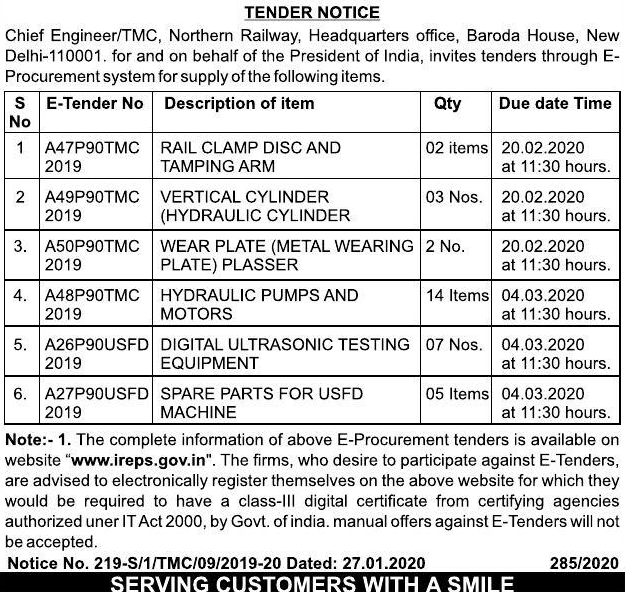 TENDER NOTICE
Chief Engineer/TMC, Northern Railway, Headquarters office, Baroda House, New
Delhi-110001. for and on behalf of the President of India, invites tenders through E-
Procurement system for supply of the following items.
S No E-Tender No Description of item Qty Due date Time
1 A47P90TMC RAIL CLAMP DISC AND 02 items 20.02.2020
2019 TAMPING ARM at 11:30 hours.
2 A49P90TMC VERTICAL CYLINDER 03 Nos. 20.02.2020
2019 (HYDRAULIC CYLINDER at 11:30 hours.
3. A50P90TMC WEAR PLATE (METAL WEARING 2 No. 20.02.2020
2019 PLATE) PLASSER at 11:30 hours.
4. A48P90TMC HYDRAULIC PUMPS AND 14 Items 04.03.2020
2019 MOTORS at 11:30 hours.
5. A26P90USFD DIGITAL ULTRASONIC TESTING 07 Nos. 04.03.2020
2019 EQUIPMENT at 11:30 hours.
6. A27P90USFD SPARE PARTS FOR USFD 05 Items 04.03.2020
2019 MACHINE at 11:30 hours.
Note:- 1. The complete information of above E-Procurement tenders is available on
website “www.ireps.gov.in". The firms, who desire to participate against E-Tenders,
are advised to electronically register themselves on the above website for which they
would be required to have a class-III digital certificate from certifying agencies
authorized uner IT Act 2000, by Govt. of india. manual offers against E-Tenders will not
be accepted.
Notice No. 219-S/1/TMC/09/2019-20 Dated: 27.01.2020 285/2020
SERVING CUSTOMERS WITH A SMILE